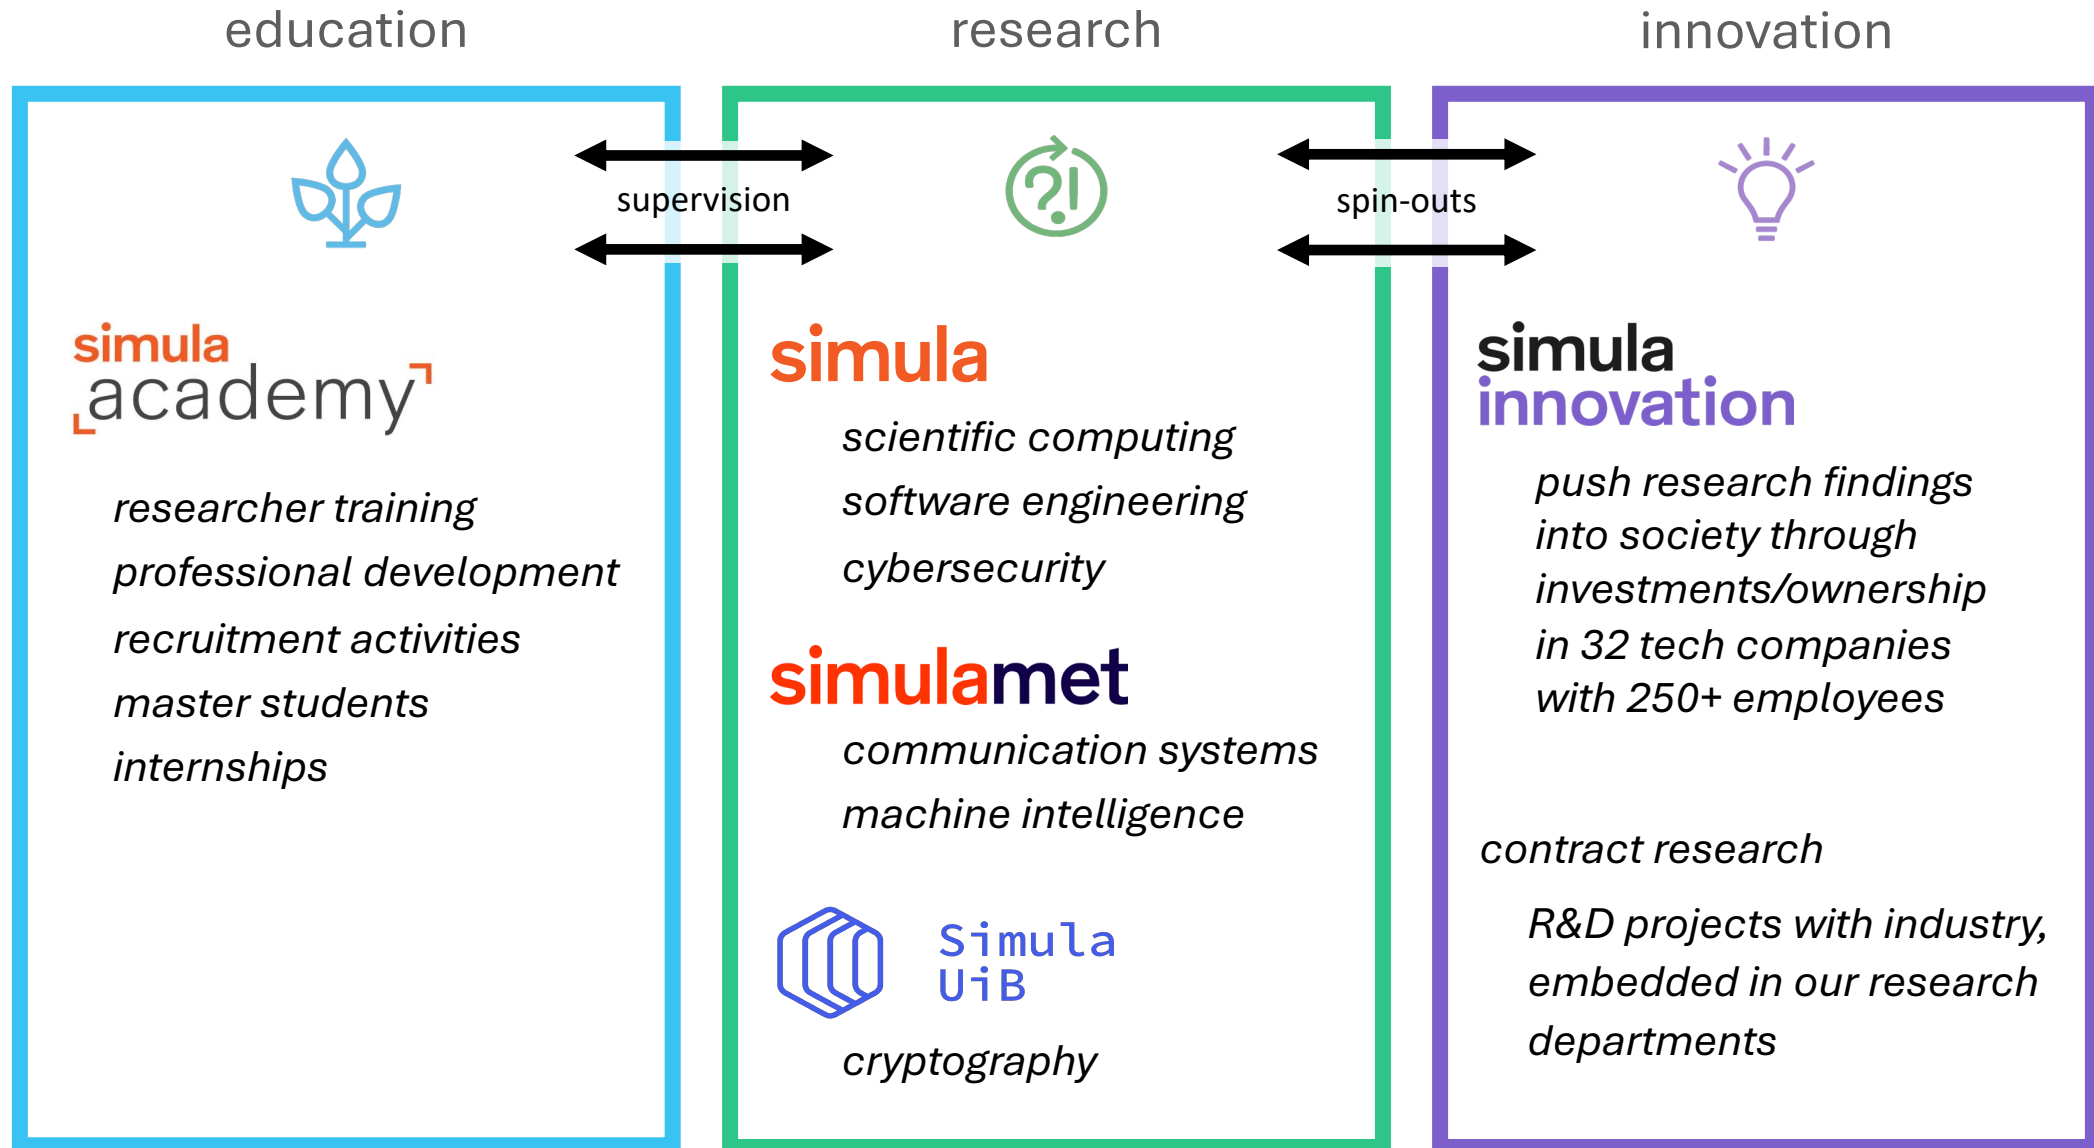 education
research
innovation
supervision
spin-outs
simula
academy
researcher training
professional development
recruitment activities
master students
internships
?!
simula
scientific computing
software engineering
cybersecurity
simulamet
communication systems
machine intelligence
Simula
UiB
cryptography
simula
innovation
push research findings
into society through
investments/ownership
in 32 tech companies
with 250+ employees
contract research
R&D projects with industry,
embedded in our research
departments